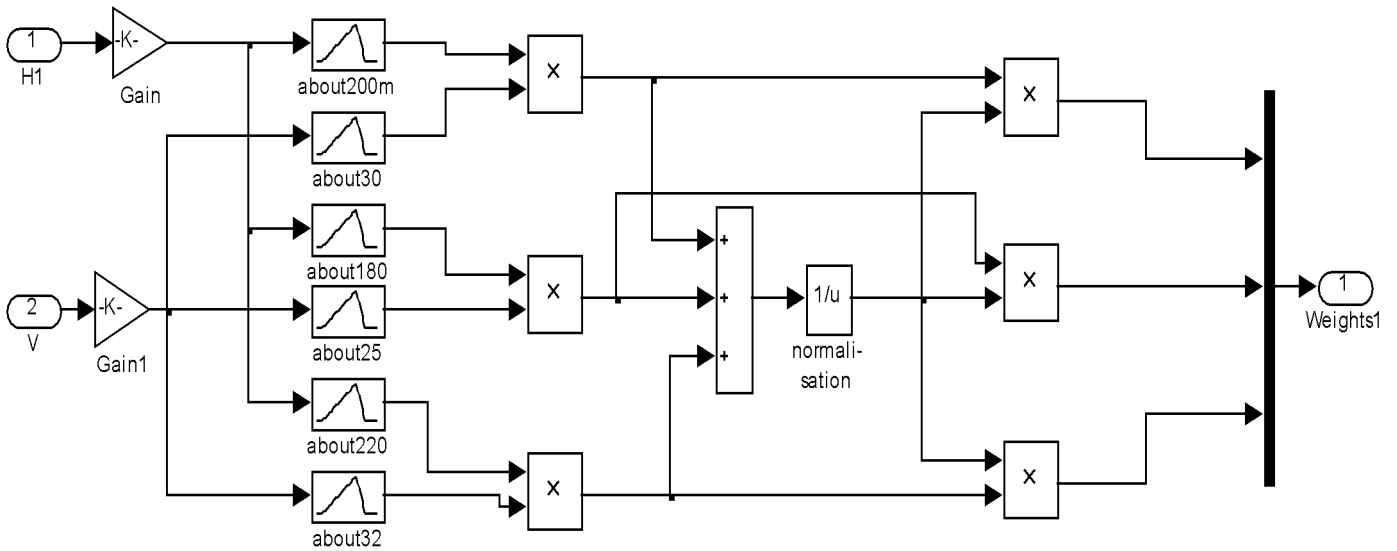 1
H1
-K-
Gain
about200m
about30
about180
2
V
-K-
Gain1
about25
about220
about32
X
X
X
+
+
+
1/u
normali-
sation
X
X
X
1
Weights1